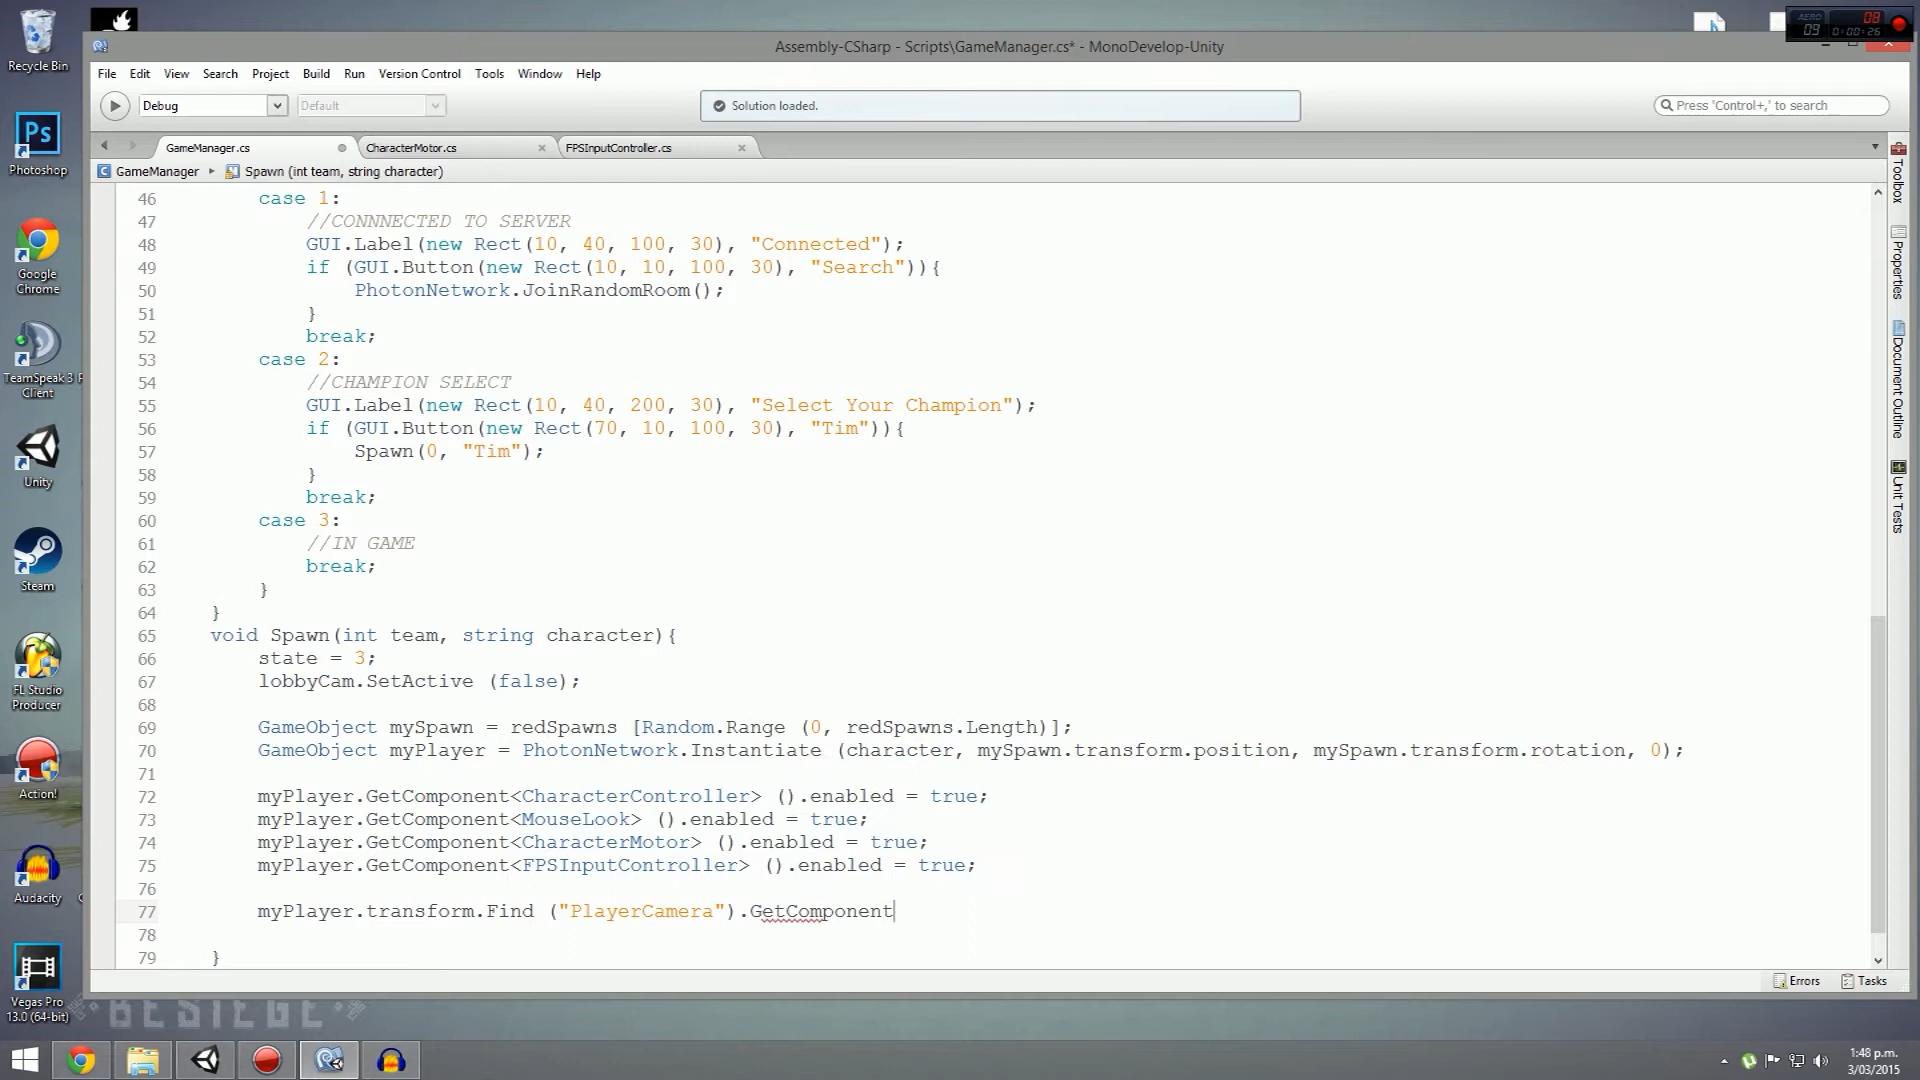 Recycle Bin
Photoshop
Google
Chrome
TeamSpeak 3
Client
Unity
Steam
FL Studio
Producer
Action!
Audacity
Vegas Pro
13.0 (64-bit)
Assembly-CSharp - Scripts\GameManager.cs* - MonoDevelop-Unity
File Edit View Search Project Build Run Version Control Tools Window Help
Debug Default Solution loaded. Press 'Control+,' to search
GameManager.cs CharacterMotor.cs FPSInputController.cs
GameManager Spawn (int team, string character)
46 case 1:
47 //CONNNECTED TO SERVER
48 GUI.Label(new Rect(10, 40, 100, 30), "Connected");
49 if (GUI.Button(new Rect(10, 10, 100, 30), "Search")){
50 PhotonNetwork.JoinRandomRoom();
51 }
52 break;
53 case 2:
54 //CHAMPION SELECT
55 GUI.Label(new Rect(10, 40, 200, 30), "Select Your Champion");
56 if (GUI.Button(new Rect(70, 10, 100, 30), "Tim")){
57 Spawn(0, "Tim");
58 }
59 break;
60 case 3:
61 //IN GAME
62 break;
63 }
64 }
65 void Spawn(int team, string character){
66 state = 3;
67 lobbyCam.SetActive (false);
68
69 GameObject mySpawn = redSpawns [Random.Range (0, redSpawns.Length)];
70 GameObject myPlayer = PhotonNetwork.Instantiate (character, mySpawn.transform.position, mySpawn.transform.rotation, 0);
71
72 myPlayer.GetComponent<CharacterController> ().enabled = true;
73 myPlayer.GetComponent<MouseLook> ().enabled = true;
74 myPlayer.GetComponent<CharacterMotor> ().enabled = true;
75 myPlayer.GetComponent<FPSInputController> ().enabled = true;
76
77 myPlayer.transform.Find ("PlayerCamera").GetComponent
78
79 }
Toolbox
Properties
Document Outline
Unit Tests
Errors Tasks
BESIEGE
1:48 p.m.
3/03/2015